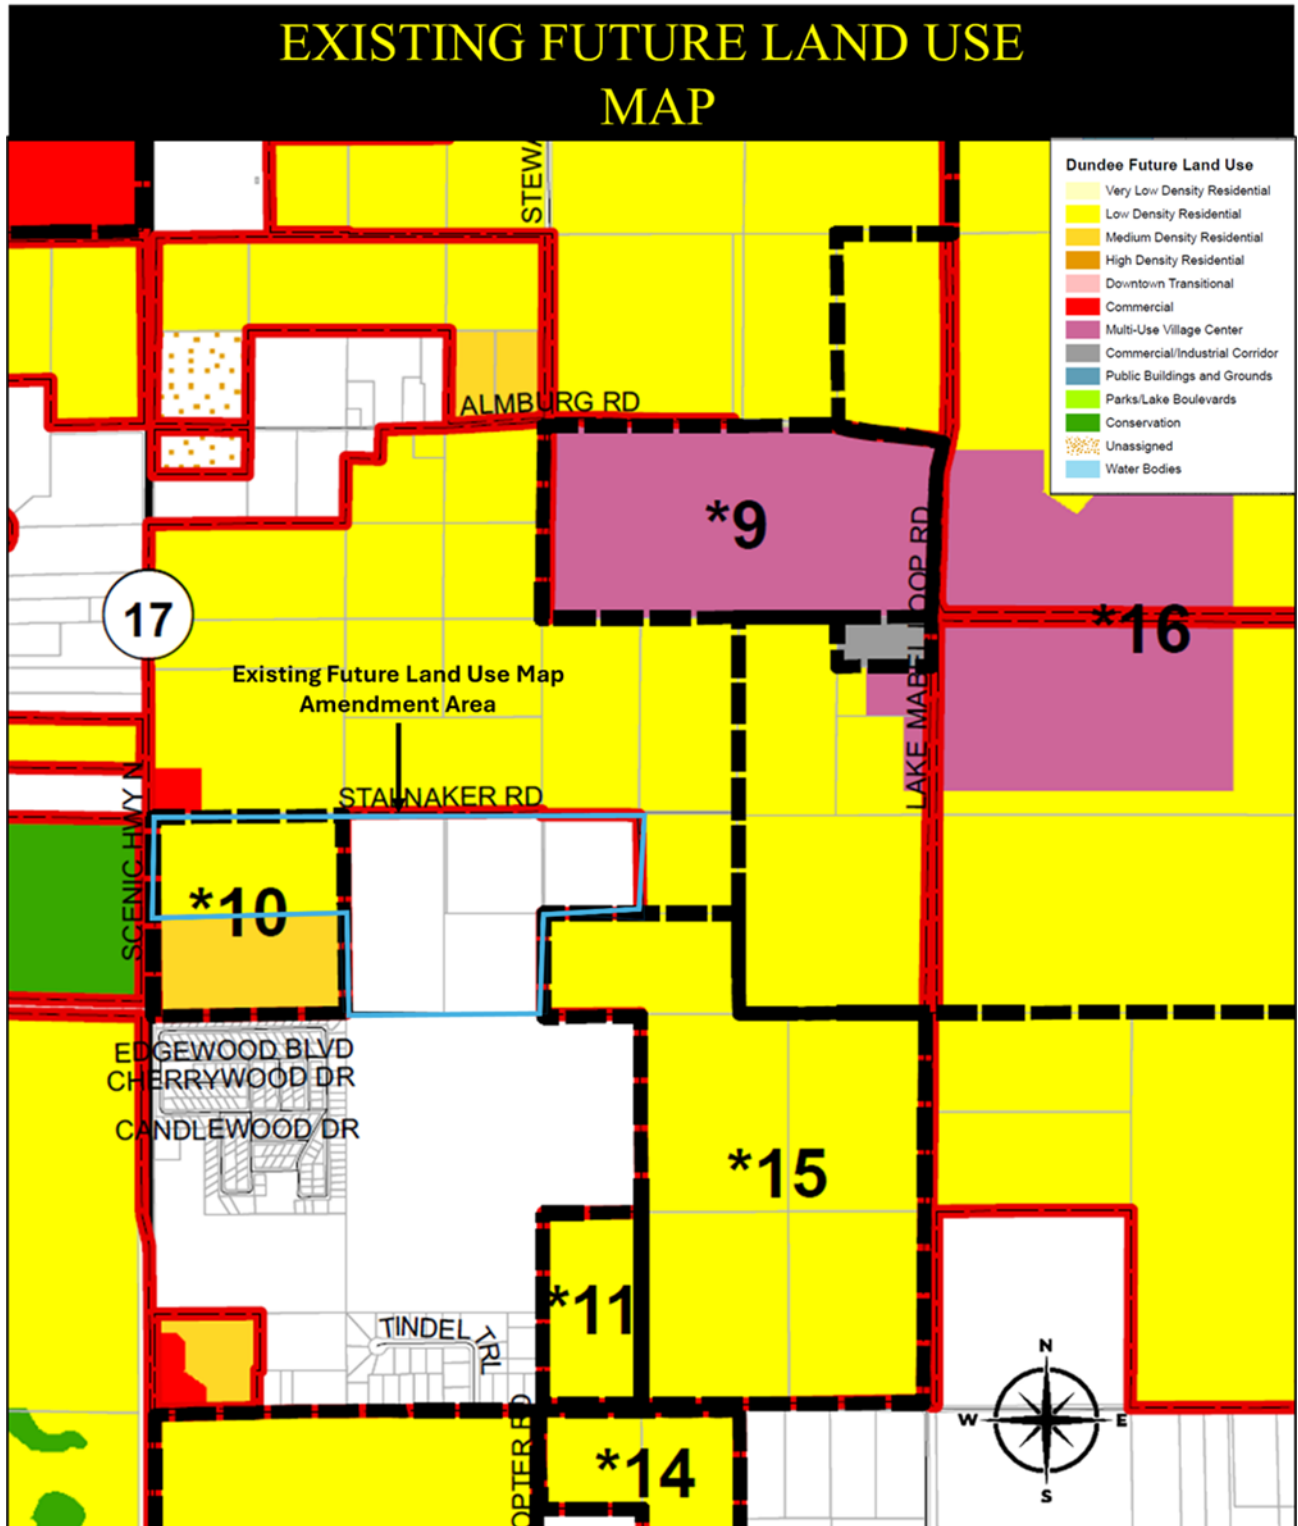 EXISTING FUTURE LAND USE
MAP
Dundee Future Land Use
Very Low Density Residential
Low Density Residential
Medium Density Residential
High Density Residential
Downtown Transitional
Commercial
Multi-Use Village Center
Commercial/Industrial Corridor
Public Buildings and Grounds
Parks/Lake Boulevards
Conservation
Unassigned
Water Bodies
STEWA
ALMBURG RD
*9
LAKE MABEL LOOP RD
*16
17
Existing Future Land Use Map
Amendment Area
STALNAKER RD
SCENIC HWY N
*10
EDGEWOOD BLVD
CHERRYWOOD DR
CANDLEWOOD DR
*15
*11
TINDEL TRL
OPTER RD
*14
N
W
E
S